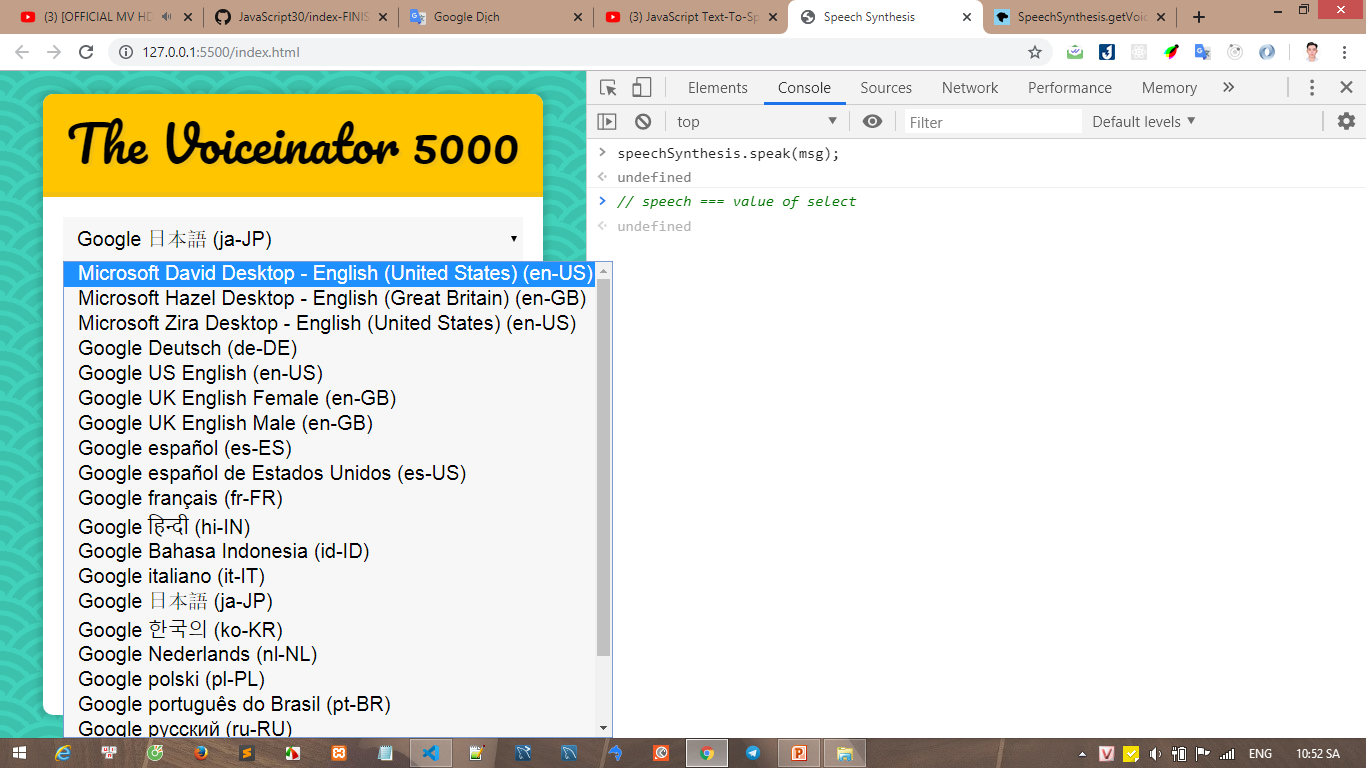 (3) [OFFICIAL MV HD
JavaScript30/index-FINIS
Google Dịch
(3) JavaScript Text-To-Sp
Speech Synthesis
SpeechSynthesis.getVoic
127.0.0.1:5500/index.html
The Voiceinator 5000
Google 日本語 (ja-JP)
Microsoft David Desktop - English (United States) (en-US)
Microsoft Hazel Desktop - English (Great Britain) (en-GB)
Microsoft Zira Desktop - English (United States) (en-US)
Google Deutsch (de-DE)
Google US English (en-US)
Google UK English Female (en-GB)
Google UK English Male (en-GB)
Google español (es-ES)
Google español de Estados Unidos (es-US)
Google français (fr-FR)
Google हिन्दी (hi-IN)
Google Bahasa Indonesia (id-ID)
Google italiano (it-IT)
Google 日本語 (ja-JP)
Google 한국의 (ko-KR)
Google Nederlands (nl-NL)
Google polski (pl-PL)
Google português do Brasil (pt-BR)
Google русский (ru-RU)
Elements Console Sources Network Performance Memory
top Filter Default levels
speechSynthesis.speak(msg);
undefined
// speech === value of select
undefined
ENG 10:52 SA